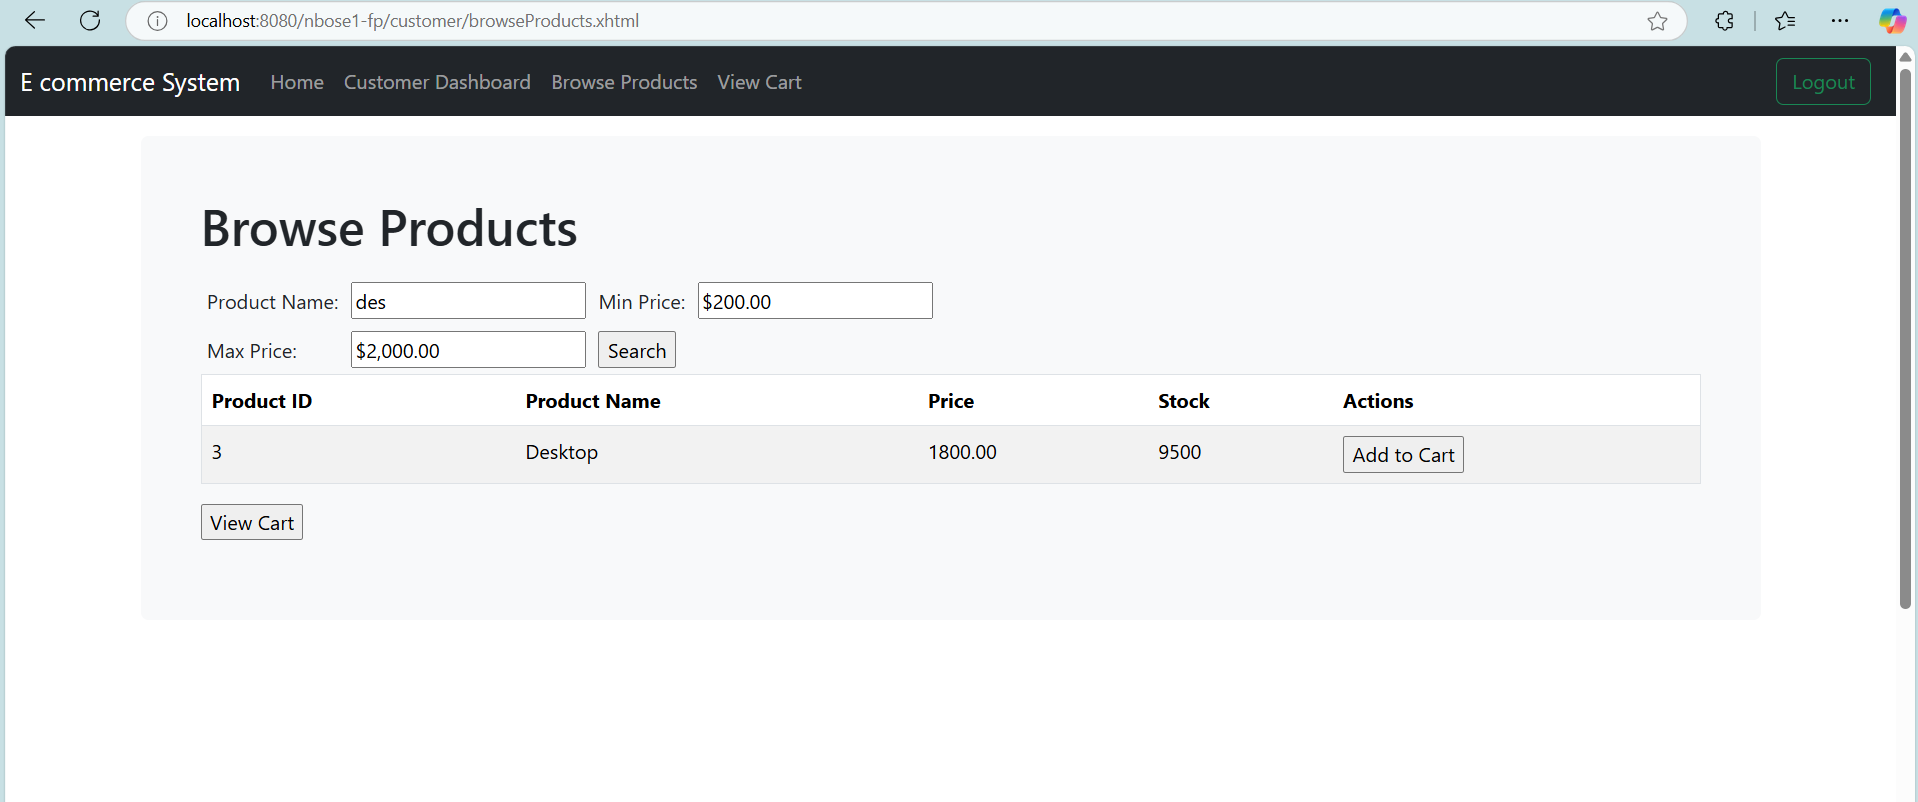 localhost:8080/nbose1-fp/customer/browseProducts.xhtml
E commerce System Home Customer Dashboard Browse Products View Cart Logout
Browse Products
Product Name: des Min Price: $200.00
Max Price: $2,000.00 Search
Product ID Product Name Price Stock Actions
3 Desktop 1800.00 9500 Add to Cart
View Cart